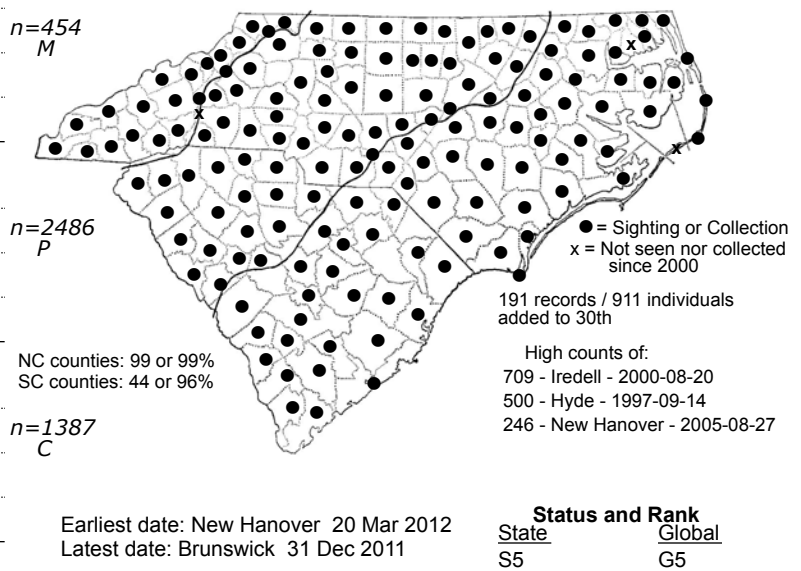 n=454
M
n=2486
P
n=1387
C
x
x
x
● = Sighting or Collection
x = Not seen nor collected
since 2000
191 records / 911 individuals
added to 30th
NC counties: 99 or 99%
SC counties: 44 or 96%
High counts of:
709 - Iredell - 2000-08-20
500 - Hyde - 1997-09-14
246 - New Hanover - 2005-08-27
Earliest date: New Hanover 20 Mar 2012
Latest date: Brunswick 31 Dec 2011
Status and Rank
State Global
S5 G5